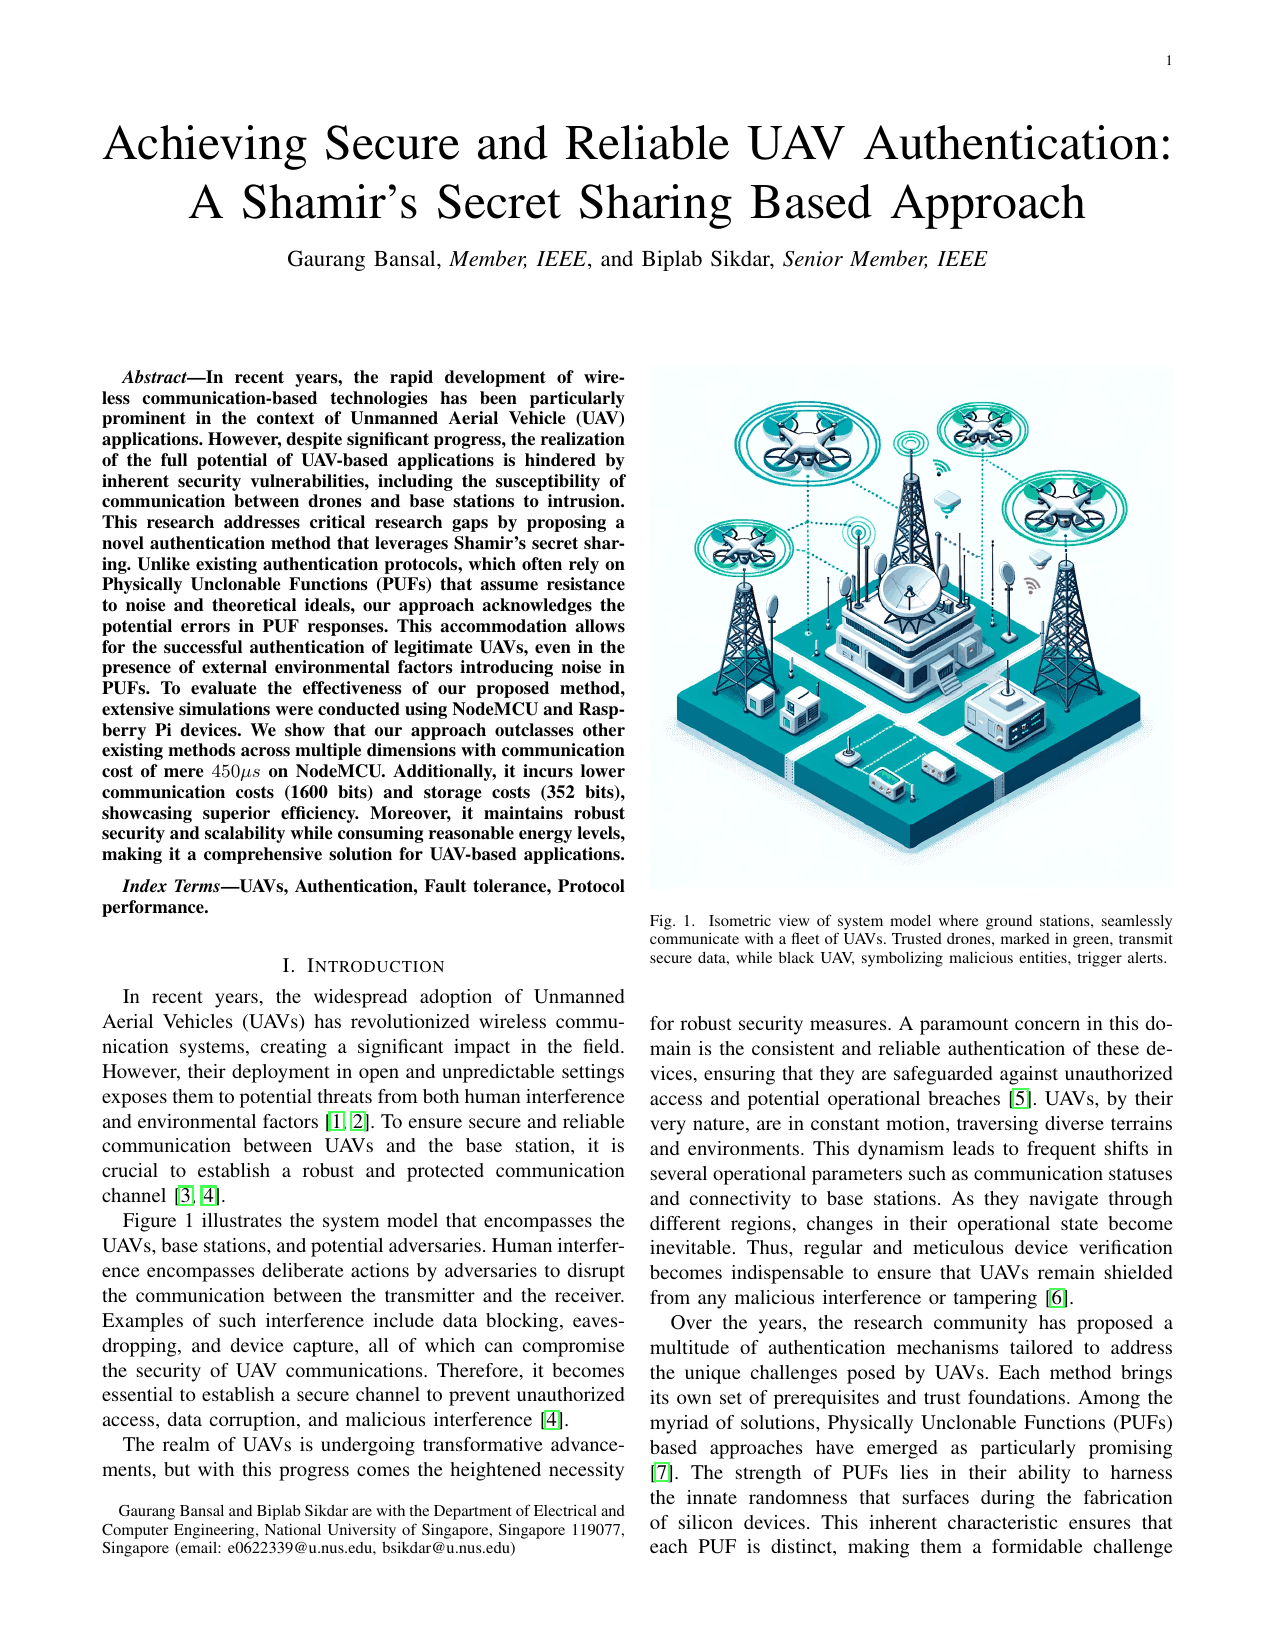 1
Achieving Secure and Reliable UAV Authentication:
A Shamir's Secret Sharing Based Approach
Gaurang Bansal, Member, IEEE, and Biplab Sikdar, Senior Member, IEEE
Abstract—In recent years, the rapid development of wire-
less communication-based technologies has been particularly
prominent in the context of Unmanned Aerial Vehicle (UAV)
applications. However, despite significant progress, the realization
of the full potential of UAV-based applications is hindered by
inherent security vulnerabilities, including the susceptibility of
communication between drones and base stations to intrusion.
This research addresses critical research gaps by proposing a
novel authentication method that leverages Shamir's secret shar-
ing. Unlike existing authentication protocols, which often rely on
Physically Unclonable Functions (PUFs) that assume resistance
to noise and theoretical ideals, our approach acknowledges the
potential errors in PUF responses. This accommodation allows
for the successful authentication of legitimate UAVs, even in the
presence of external environmental factors introducing noise in
PUFs. To evaluate the effectiveness of our proposed method,
extensive simulations were conducted using NodeMCU and Rasp-
berry Pi devices. We show that our approach outclasses other
existing methods across multiple dimensions with communication
cost of mere 450μs on NodeMCU. Additionally, it incurs lower
communication costs (1600 bits) and storage costs (352 bits),
showcasing superior efficiency. Moreover, it maintains robust
security and scalability while consuming reasonable energy levels,
making it a comprehensive solution for UAV-based applications.
Index Terms—UAVs, Authentication, Fault tolerance, Protocol
performance.
I. INTRODUCTION
In recent years, the widespread adoption of Unmanned
Aerial Vehicles (UAVs) has revolutionized wireless commu-
nication systems, creating a significant impact in the field.
However, their deployment in open and unpredictable settings
exposes them to potential threats from both human interference
and environmental factors [1, 2]. To ensure secure and reliable
communication between UAVs and the base station, it is
crucial to establish a robust and protected communication
channel [3, 4].
Figure 1 illustrates the system model that encompasses the
UAVs, base stations, and potential adversaries. Human interfer-
ence encompasses deliberate actions by adversaries to disrupt
the communication between the transmitter and the receiver.
Examples of such interference include data blocking, eaves-
dropping, and device capture, all of which can compromise
the security of UAV communications. Therefore, it becomes
essential to establish a secure channel to prevent unauthorized
access, data corruption, and malicious interference [4].
The realm of UAVs is undergoing transformative advance-
ments, but with this progress comes the heightened necessity
Gaurang Bansal and Biplab Sikdar are with the Department of Electrical and
Computer Engineering, National University of Singapore, Singapore 119077,
Singapore (email: e0622339@u.nus.edu, bsikdar@u.nus.edu)
Fig. 1. Isometric view of system model where ground stations, seamlessly
communicate with a fleet of UAVs. Trusted drones, marked in green, transmit
secure data, while black UAV, symbolizing malicious entities, trigger alerts.
for robust security measures. A paramount concern in this do-
main is the consistent and reliable authentication of these de-
vices, ensuring that they are safeguarded against unauthorized
access and potential operational breaches [5]. UAVs, by their
very nature, are in constant motion, traversing diverse terrains
and environments. This dynamism leads to frequent shifts in
several operational parameters such as communication statuses
and connectivity to base stations. As they navigate through
different regions, changes in their operational state become
inevitable. Thus, regular and meticulous device verification
becomes indispensable to ensure that UAVs remain shielded
from any malicious interference or tampering [6].
Over the years, the research community has proposed a
multitude of authentication mechanisms tailored to address
the unique challenges posed by UAVs. Each method brings
its own set of prerequisites and trust foundations. Among the
myriad of solutions, Physically Unclonable Functions (PUFs)
based approaches have emerged as particularly promising
[7]. The strength of PUFs lies in their ability to harness
the innate randomness that surfaces during the fabrication
of silicon devices. This inherent characteristic ensures that
each PUF is distinct, making them a formidable challenge